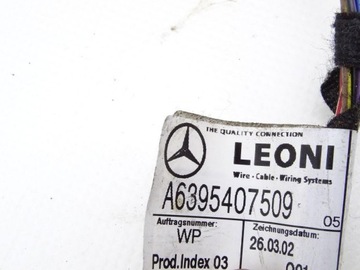 THE QUALITY CONNECTION
LEONI
Wire · Cable · Wiring Systems
A6395407509
05
Auftragsnummer:
Zeichnungsdatum:
WP
26.03.02
Prod.Index 03
001